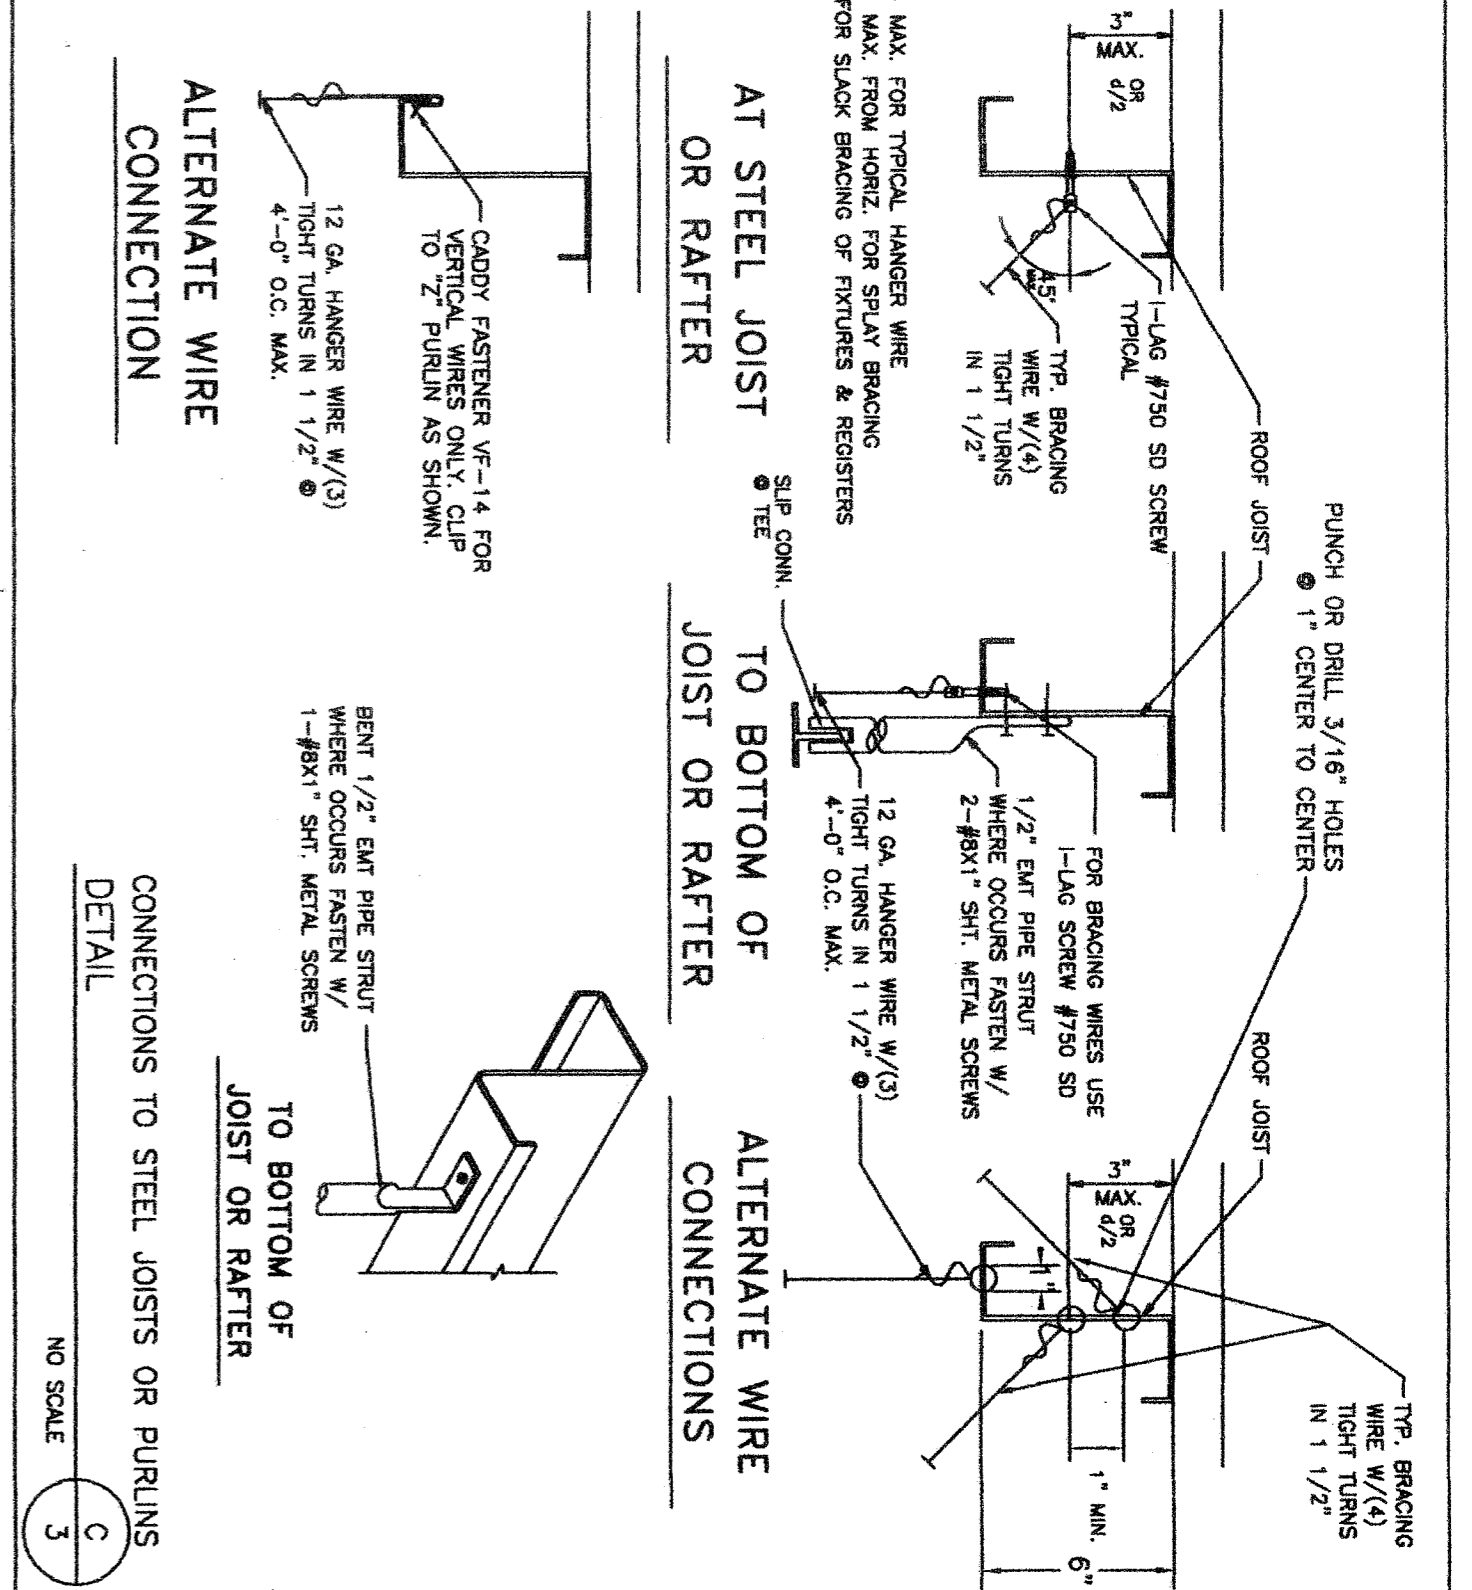 PUNCH OR DRILL 3/16" HOLES
@ 1" CENTER TO CENTER
TYP. BRACING
WIRE W/(4)
TIGHT TURNS
IN 1 1/2"
ROOF JOIST
ROOF JOIST
3"
MAX.
OR
d/2
1-LAG #750 SD SCREW
TYPICAL
45°
MAX
TYP. BRACING
WIRE W/(4)
TIGHT TURNS
IN 1 1/2"
MAX. FOR TYPICAL HANGER WIRE
MAX. FROM HORIZ. FOR SPLAY BRACING
FOR SLACK BRACING OF FIXTURES & REGISTERS
AT STEEL JOIST
OR RAFTER
FOR BRACING WIRES USE
I-LAG SCREW #750 SD
1/2" EMT PIPE STRUT
WHERE OCCURS FASTEN W/
2-#8X1" SHT. METAL SCREWS
12 GA. HANGER WIRE W/(3)
TIGHT TURNS IN 1 1/2" @
4'-0" O.C. MAX.
SLIP CONN.
@ TEE
TO BOTTOM OF
JOIST OR RAFTER
3"
MAX.
OR
d/2
1"
1" MIN.
6"
ALTERNATE WIRE
CONNECTIONS
CADDY FASTENER VF-14 FOR
VERTICAL WIRES ONLY. CLIP
TO "Z" PURLIN AS SHOWN.
12 GA. HANGER WIRE W/(3)
TIGHT TURNS IN 1 1/2" @
4'-0" O.C. MAX.
ALTERNATE WIRE
CONNECTION
BENT 1/2" EMT PIPE STRUT
WHERE OCCURS FASTEN W/
1-#8X1" SHT. METAL SCREWS
TO BOTTOM OF
JOIST OR RAFTER
CONNECTIONS TO STEEL JOISTS OR PURLINS
DETAIL
NO SCALE
C
3